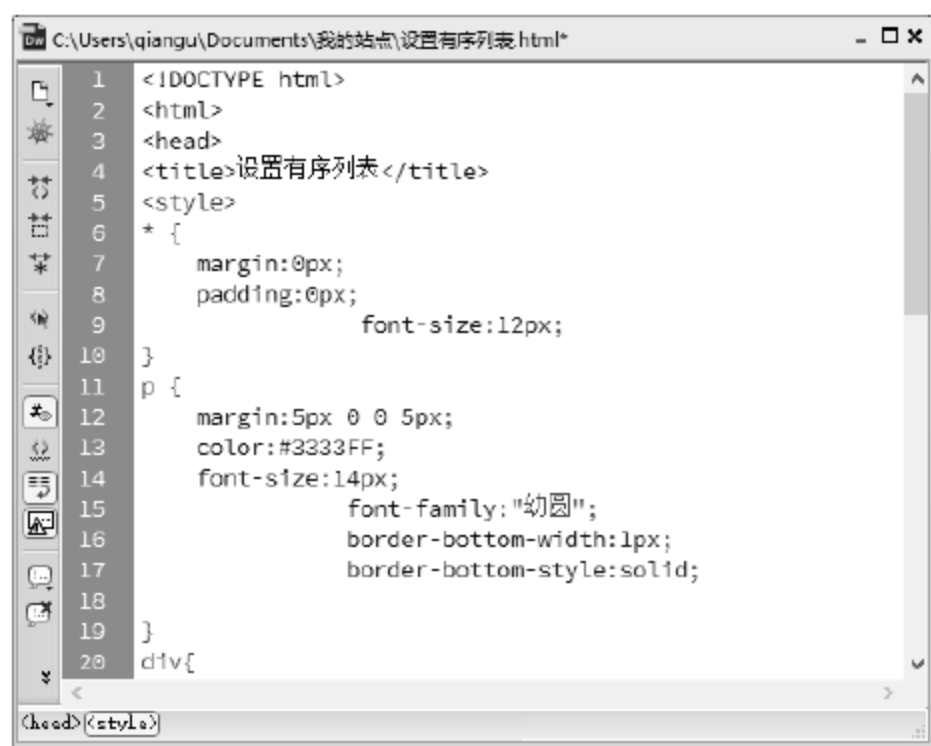 DW C:\Users\qiangu\Documents\我的站点\设置有序列表.html*
1 <!DOCTYPE html>
2 <html>
3 <head>
4 <title>设置有序列表</title>
5 <style>
6 * {
7 margin:0px;
8 padding:0px;
9 font-size:12px;
10 }
11 p {
12 margin:5px 0 0 5px;
13 color:#3333FF;
14 font-size:14px;
15 font-family:"幼圆";
16 border-bottom-width:1px;
17 border-bottom-style:solid;
18
19 }
20 div{
<head><style>